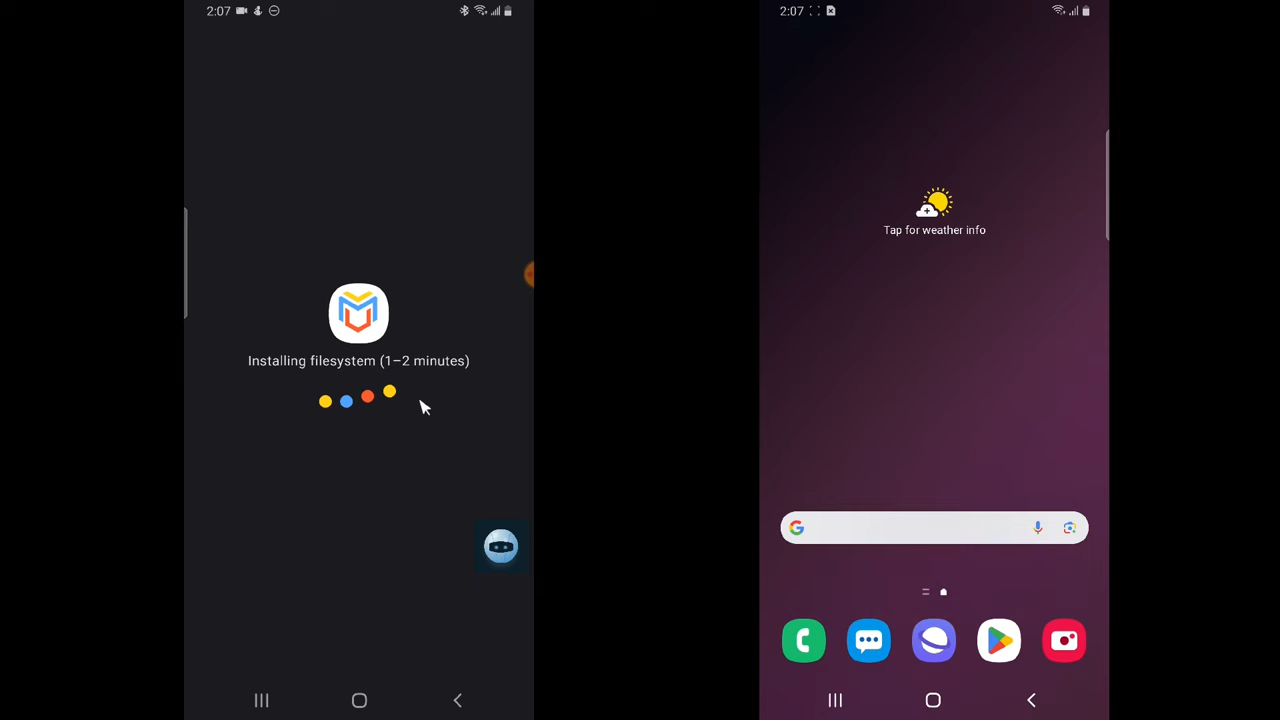 2:07
Installing filesystem (1–2 minutes)
2:07
Tap for weather info